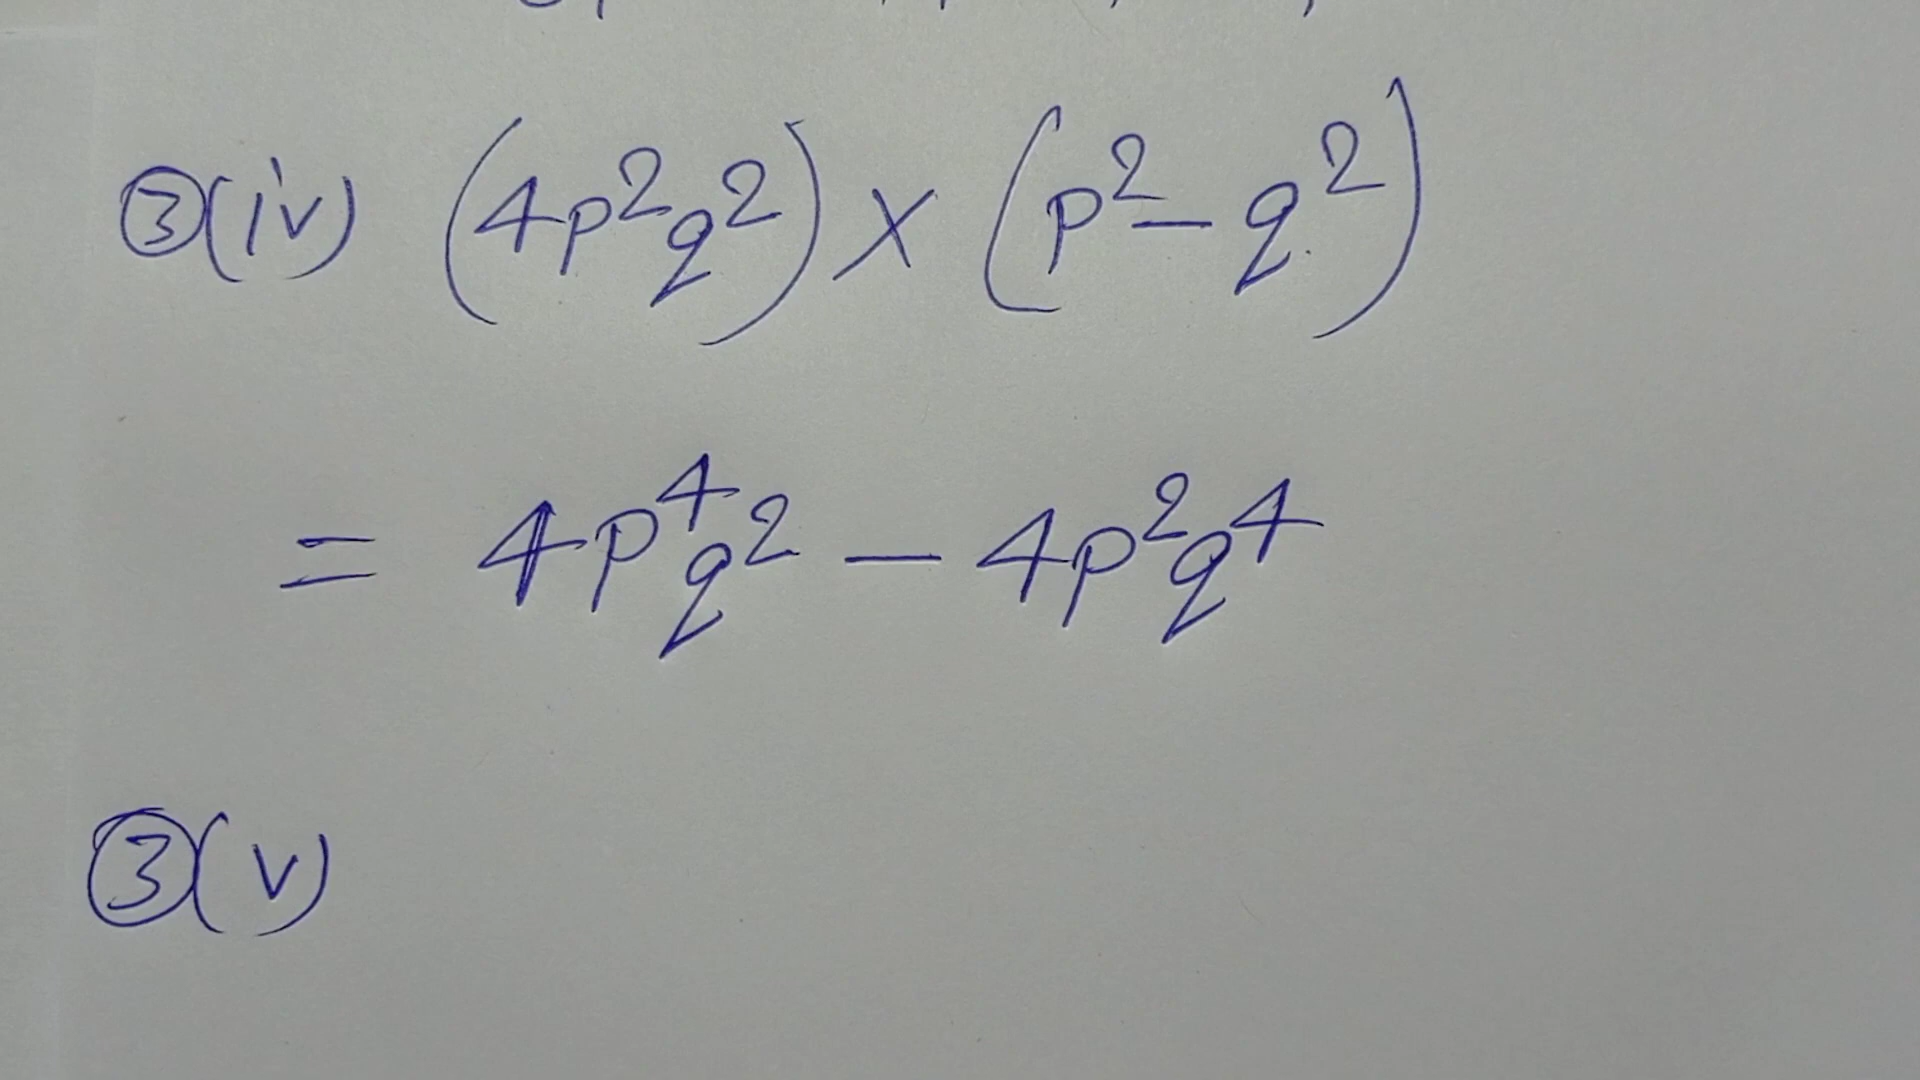 ③(iv) (4p²q²) × (p² - q²)
= 4p⁴q² - 4p²q⁴
③(v)